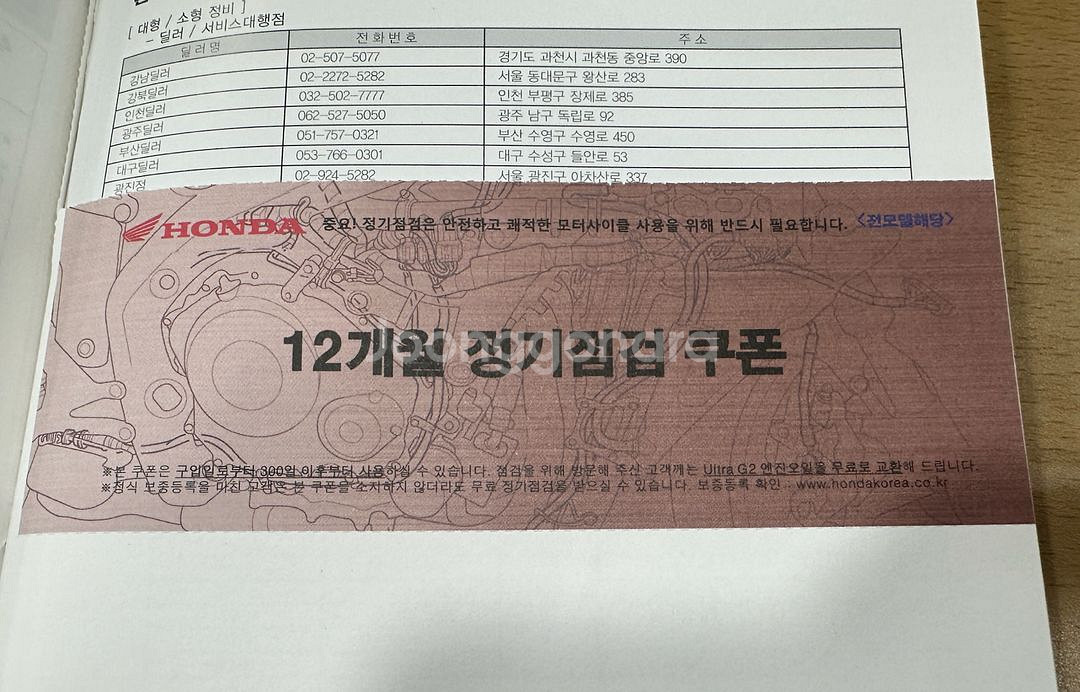 [ 대형 / 소형 정비 ]
- 딜러 / 서비스대행점
딜러명 전화번호 주소
강남딜러 02-507-5077 경기도 과천시 과천동 중앙로 390
강북딜러 02-2272-5282 서울 동대문구 왕산로 283
인천딜러 032-502-7777 인천 부평구 장제로 385
광주딜러 062-527-5050 광주 남구 독립로 92
부산딜러 051-757-0321 부산 수영구 수영로 450
대구딜러 053-766-0301 대구 수성구 들안로 53
광진점 02-924-5282 서울 광진구 아차산로 337
HONDA 중요! 정기점검은 안정하고 쾌적한 모터사이클 사용을 위해 반드시 필요합니다. <전모델해당>
12개월 정기점검 쿠폰
joonggonara
※본 쿠폰은 구입일로부터 300일 이후부터 사용하실 수 있습니다. 점검을 위해 방문해 주신 고객께는 Ultra G2 엔진오일을 무료로 교환해 드립니다.
※정식 보증등록을 마친 고객은 본 쿠폰을 소지하지 않더라도 무료 정기점검을 받으실 수 있습니다. 보증등록 확인 : www.hondakorea.co.kr